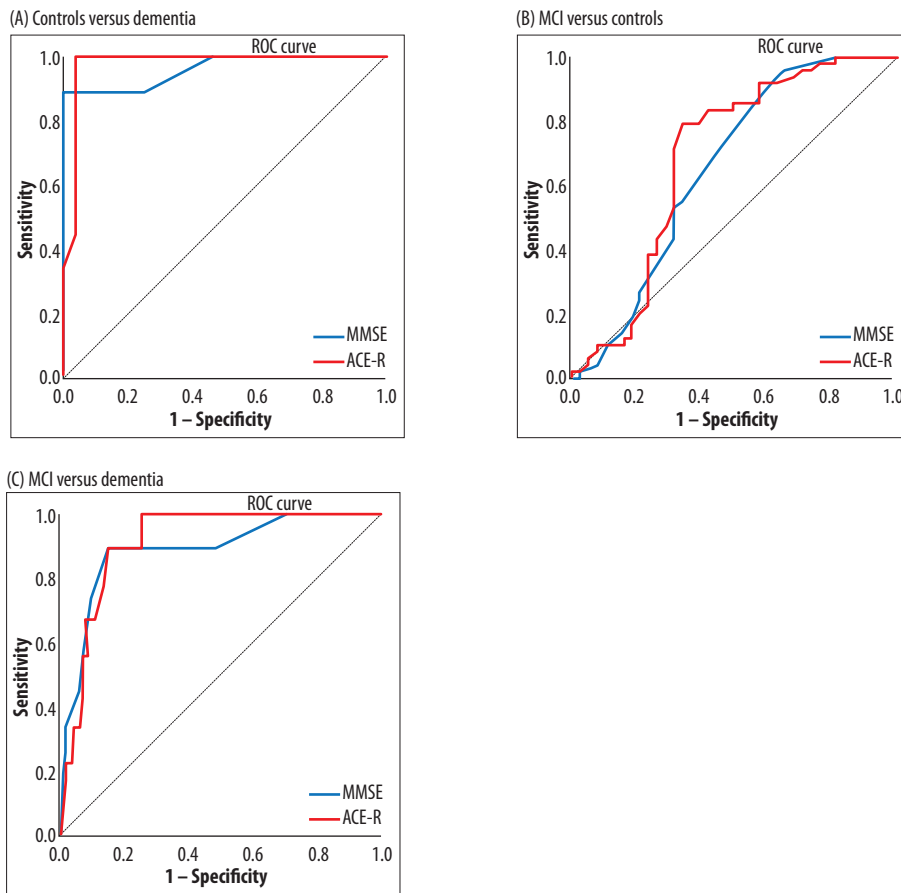 (A) Controls versus dementia
ROC curve
1.0
0.8
0.6
0.4
0.2
0.0
Sensitivity
MMSE
ACE-R
0.0 0.2 0.4 0.6 0.8 1.0
1 – Specificity
(B) MCI versus controls
ROC curve
1.0
0.8
0.6
0.4
0.2
0.0
Sensitivity
MMSE
ACE-R
0.0 0.2 0.4 0.6 0.8 1.0
1 – Specificity
(C) MCI versus dementia
ROC curve
1.0
0.8
0.6
0.4
0.2
0.0
Sensitivity
MMSE
ACE-R
0.0 0.2 0.4 0.6 0.8 1.0
1 – Specificity